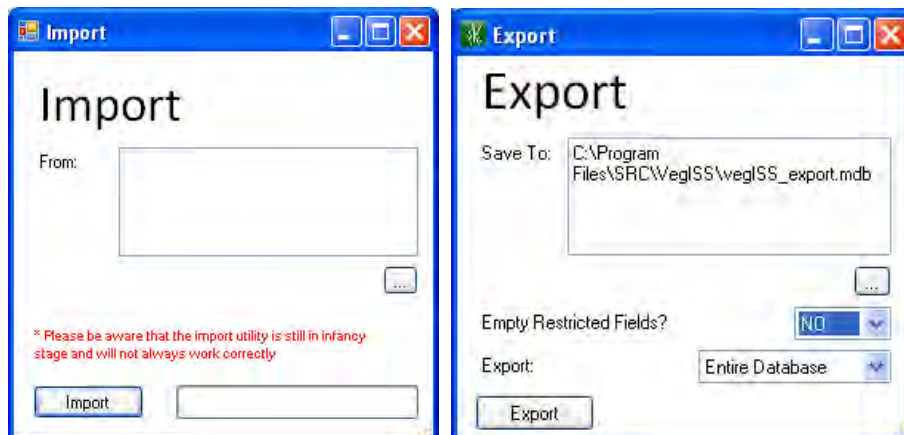 Import
Import
From:
...
* Please be aware that the import utility is still in infancy
stage and will not always work correctly
Import
Export
Export
Save To:
C:\Program
Files\SRC\VegISS\vegISS_export.mdb
...
Empty Restricted Fields? NO
Export: Entire Database
Export